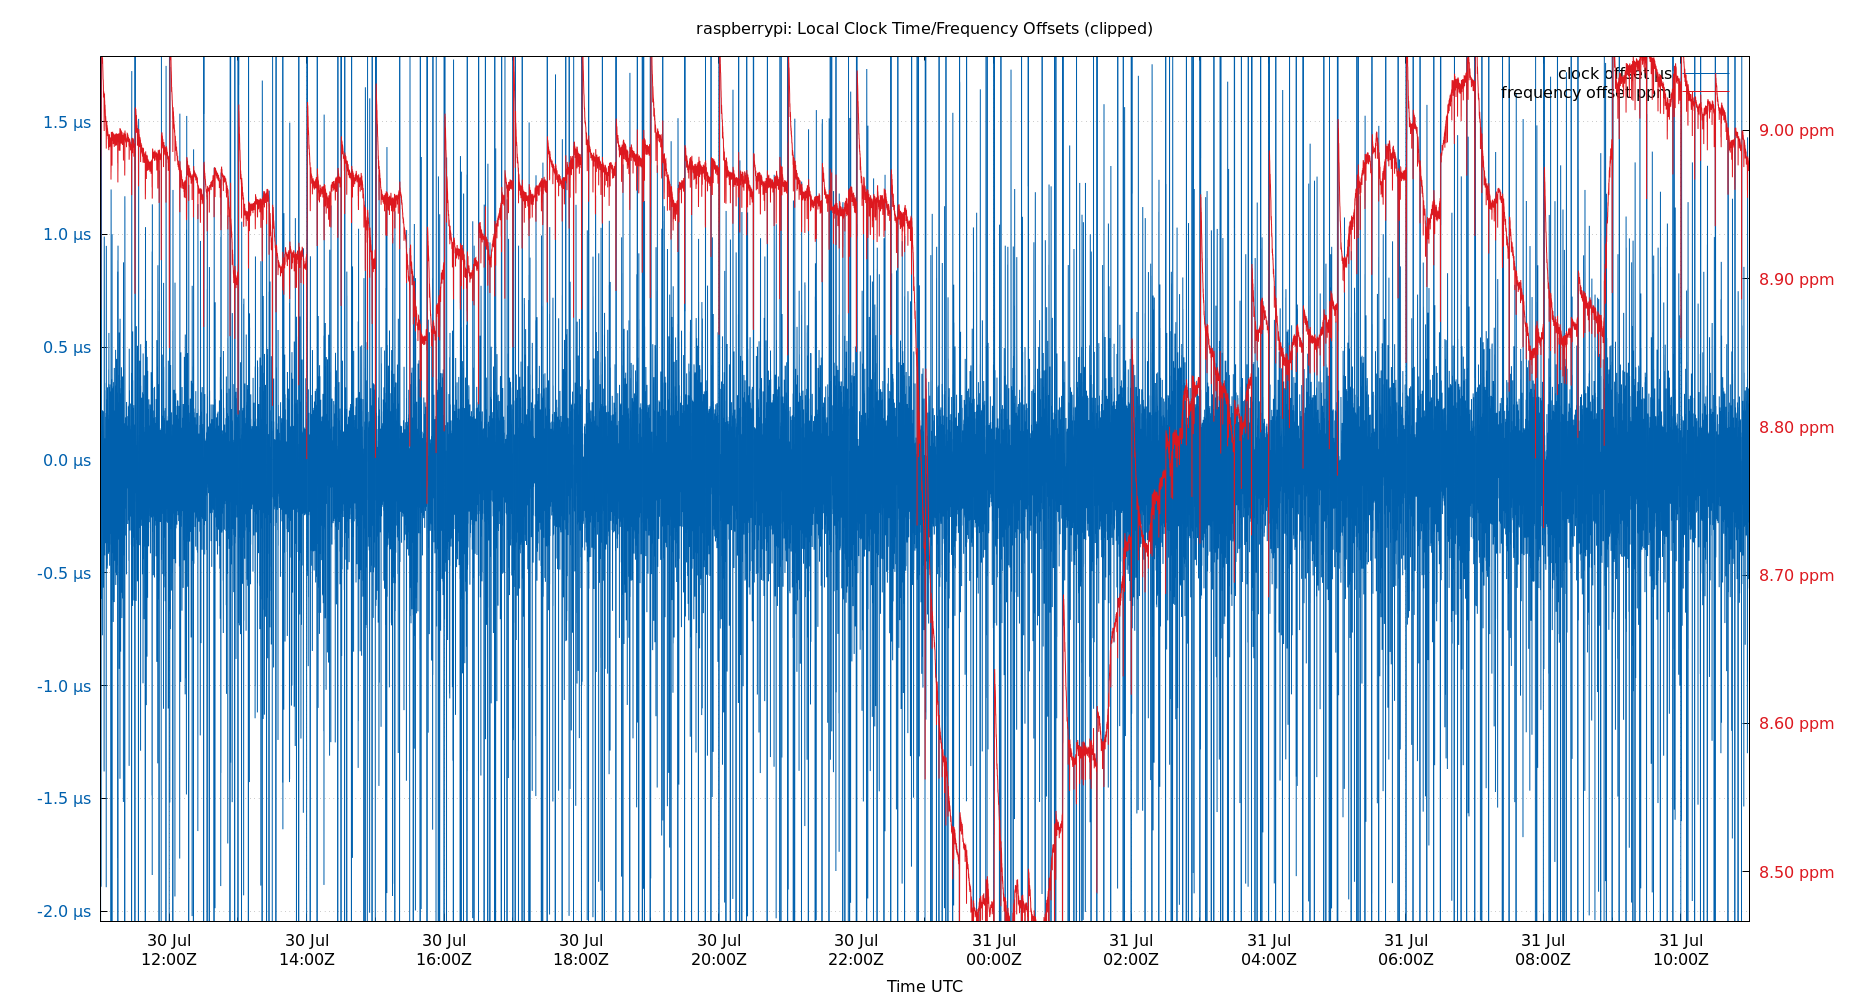 raspberrypi: Local Clock Time/Frequency Offsets (clipped)
clock offset µs
frequency offset ppm
1.5 µs
1.0 µs
0.5 µs
0.0 µs
-0.5 µs
-1.0 µs
-1.5 µs
-2.0 µs
9.00 ppm
8.90 ppm
8.80 ppm
8.70 ppm
8.60 ppm
8.50 ppm
30 Jul 30 Jul 30 Jul 30 Jul 30 Jul 30 Jul 31 Jul 31 Jul 31 Jul 31 Jul 31 Jul 31 Jul
12:00Z 14:00Z 16:00Z 18:00Z 20:00Z 22:00Z 00:00Z 02:00Z 04:00Z 06:00Z 08:00Z 10:00Z
Time UTC